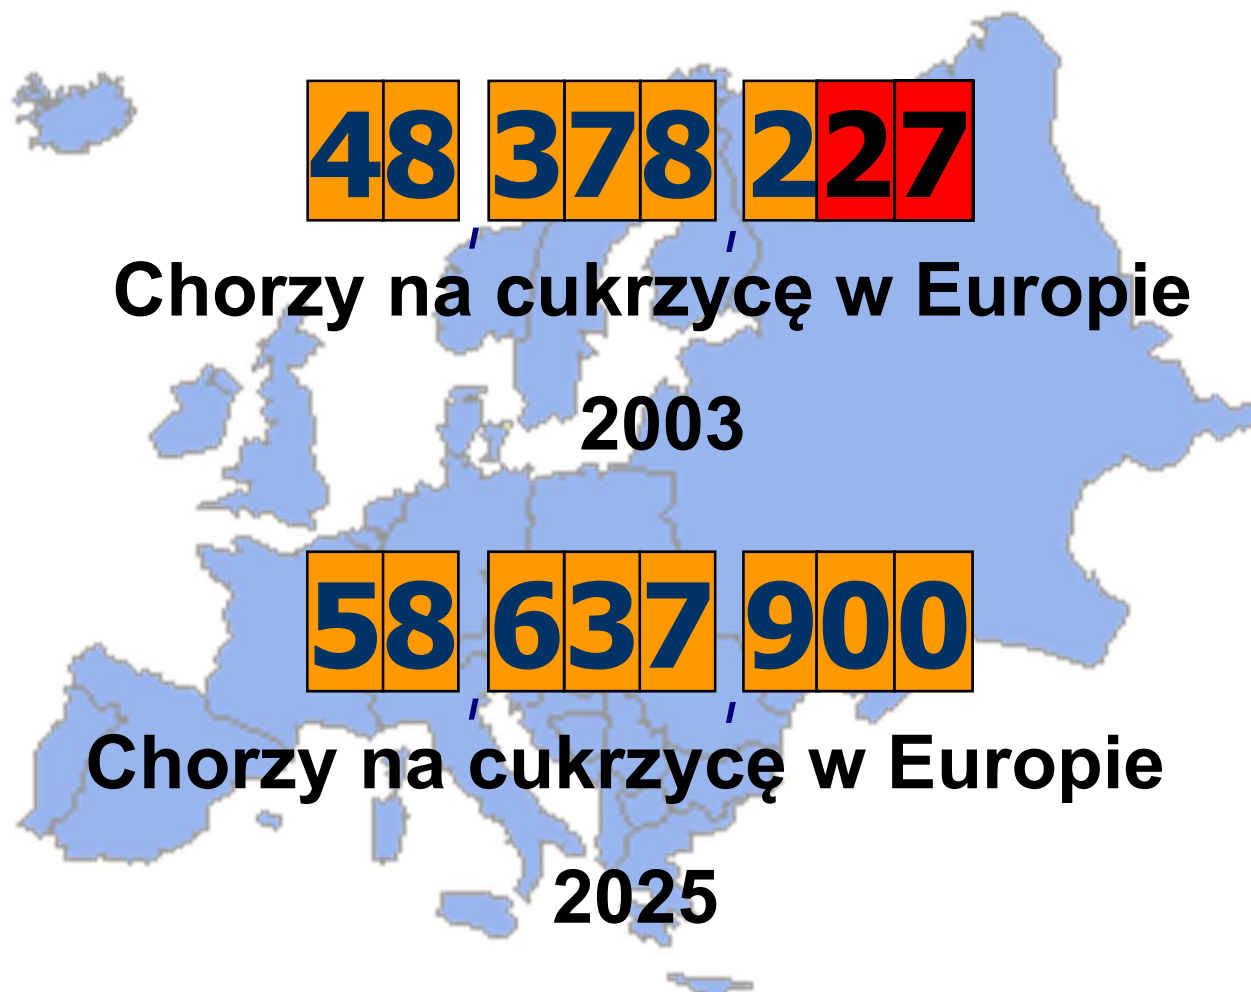 48,378,227
Chorzy na cukrzycę w Europie
2003
58,637,900
Chorzy na cukrzycę w Europie
2025